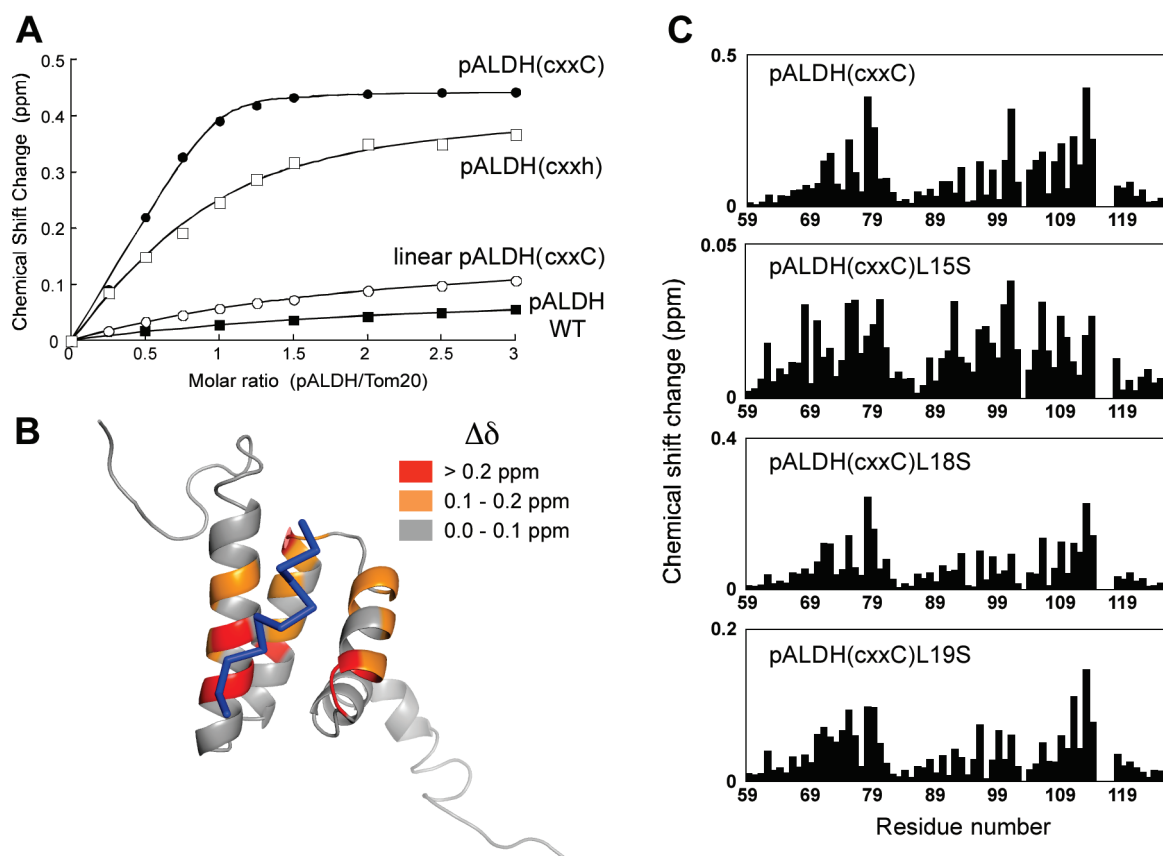 A
Chemical Shift Change (ppm)
0.5
0.4
0.3
0.2
0.1
0
0
0.5
1
1.5
2
2.5
3
Molar ratio (pALDH/Tom20)
pALDH(cxxC)
pALDH(cxxh)
linear pALDH(cxxC)
pALDH
WT
B
Δδ
> 0.2 ppm
0.1 - 0.2 ppm
0.0 - 0.1 ppm
C
Chemical shift change (ppm)
0.5
pALDH(cxxC)
0
59 69 79 89 99 109 119
0.05
pALDH(cxxC)L15S
0
59 69 79 89 99 109 119
0.4
pALDH(cxxC)L18S
0
59 69 79 89 99 109 119
0.2
pALDH(cxxC)L19S
0
59 69 79 89 99 109 119
Residue number